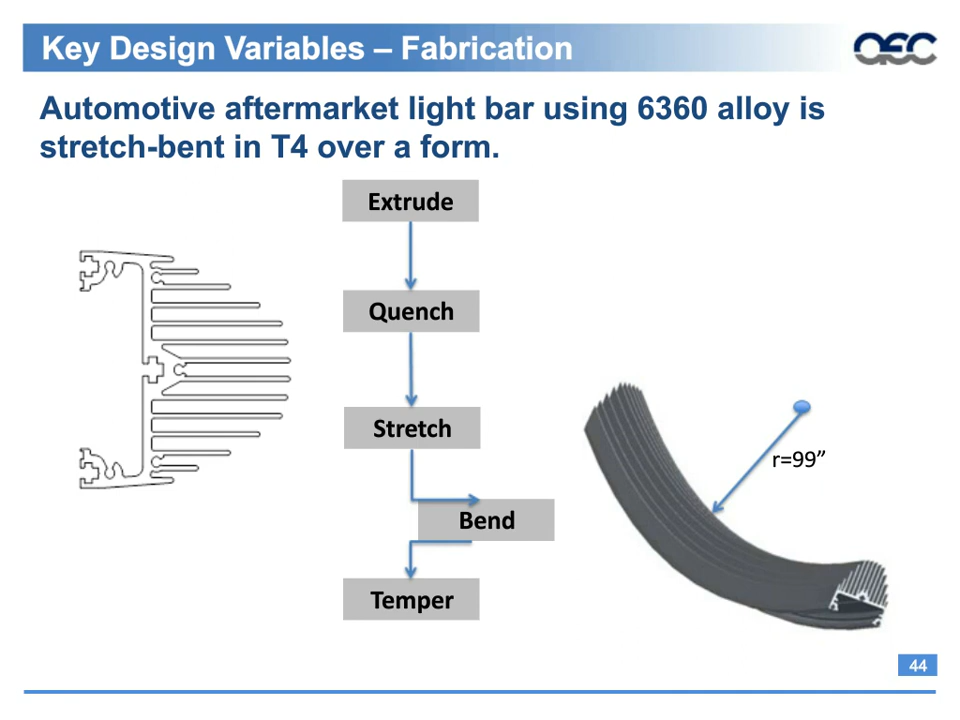 Key Design Variables – Fabrication
AEC
Automotive aftermarket light bar using 6360 alloy is
stretch-bent in T4 over a form.
Extrude
Quench
Stretch
r=99”
Bend
Temper
44